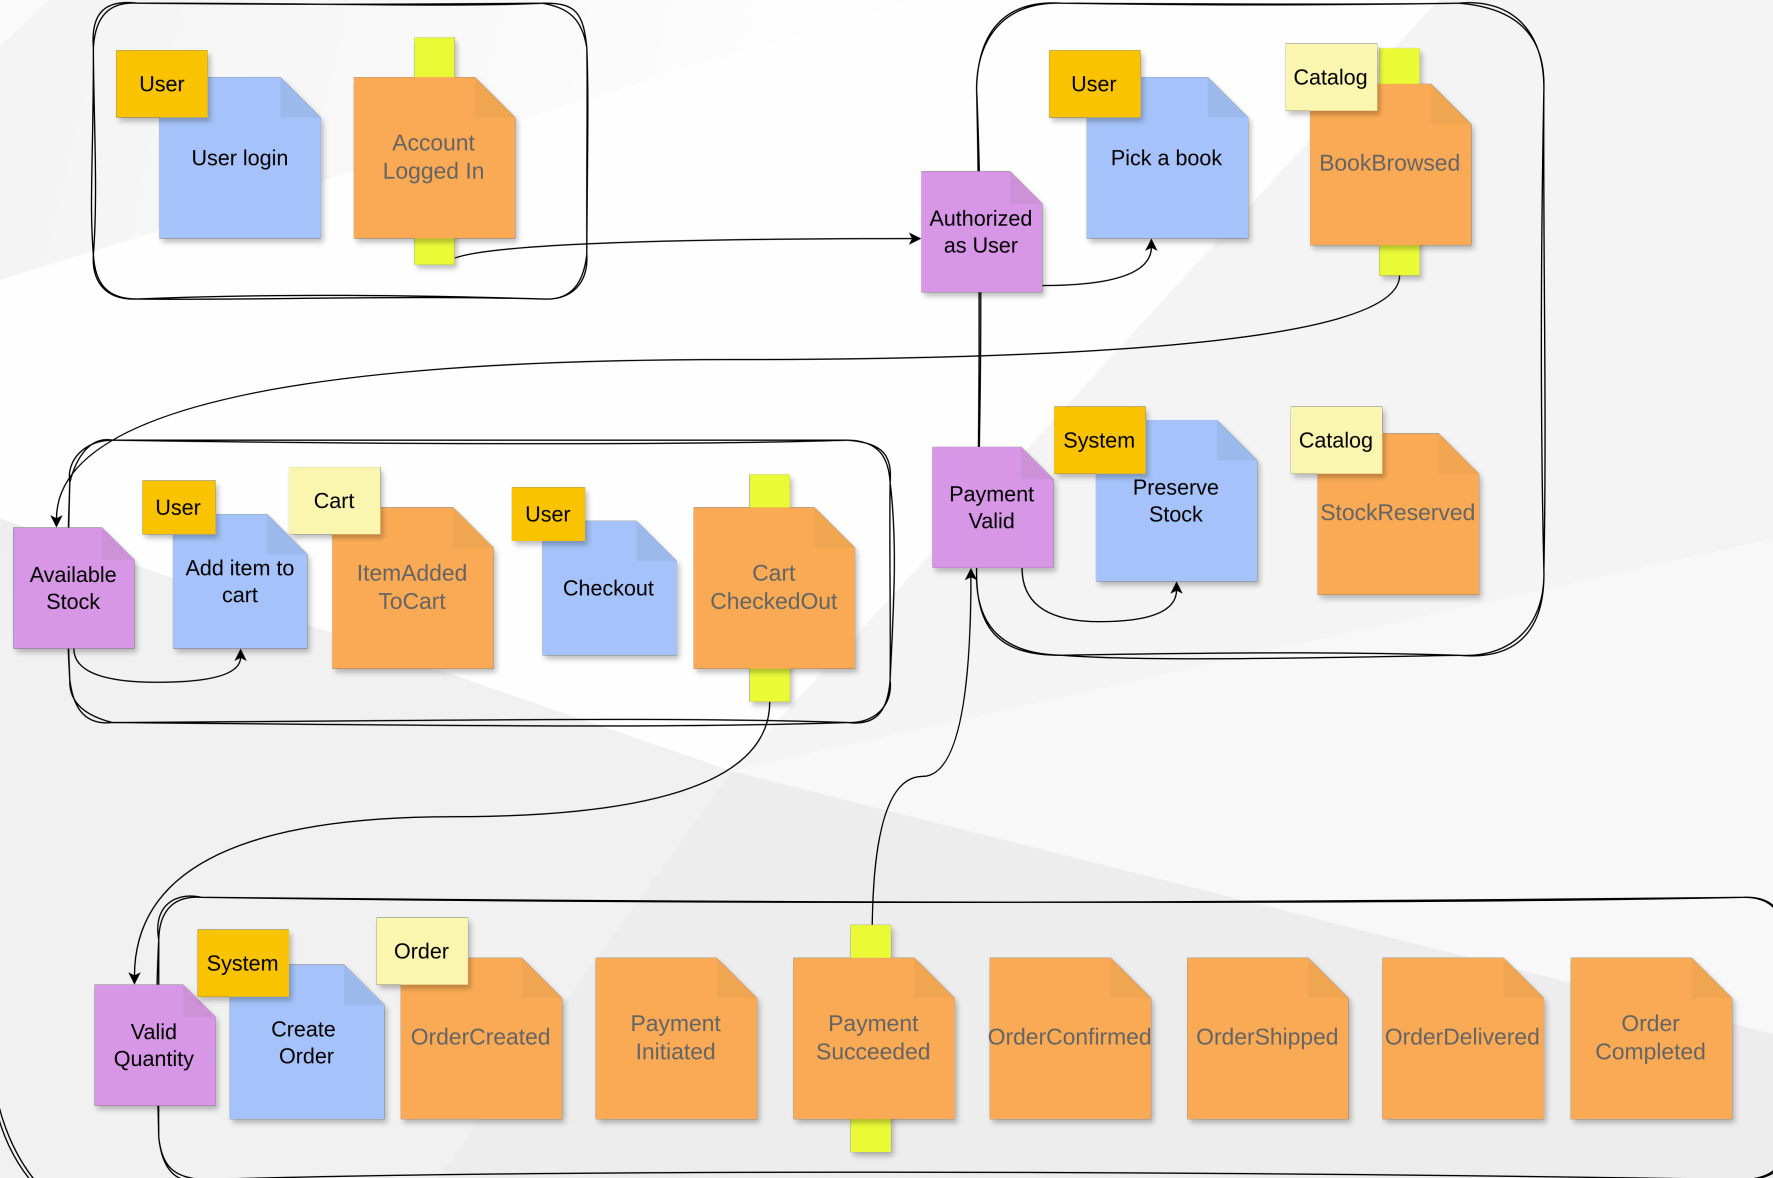 User
User login
Account
Logged In
User
Pick a book
Catalog
BookBrowsed
Authorized
as User
Payment
Valid
System
Preserve
Stock
Catalog
StockReserved
Available
Stock
User
Add item to
cart
Cart
ItemAdded
ToCart
User
Checkout
Cart
CheckedOut
Valid
Quantity
System
Create
Order
Order
OrderCreated
Payment
Initiated
Payment
Succeeded
OrderConfirmed
OrderShipped
OrderDelivered
Order
Completed